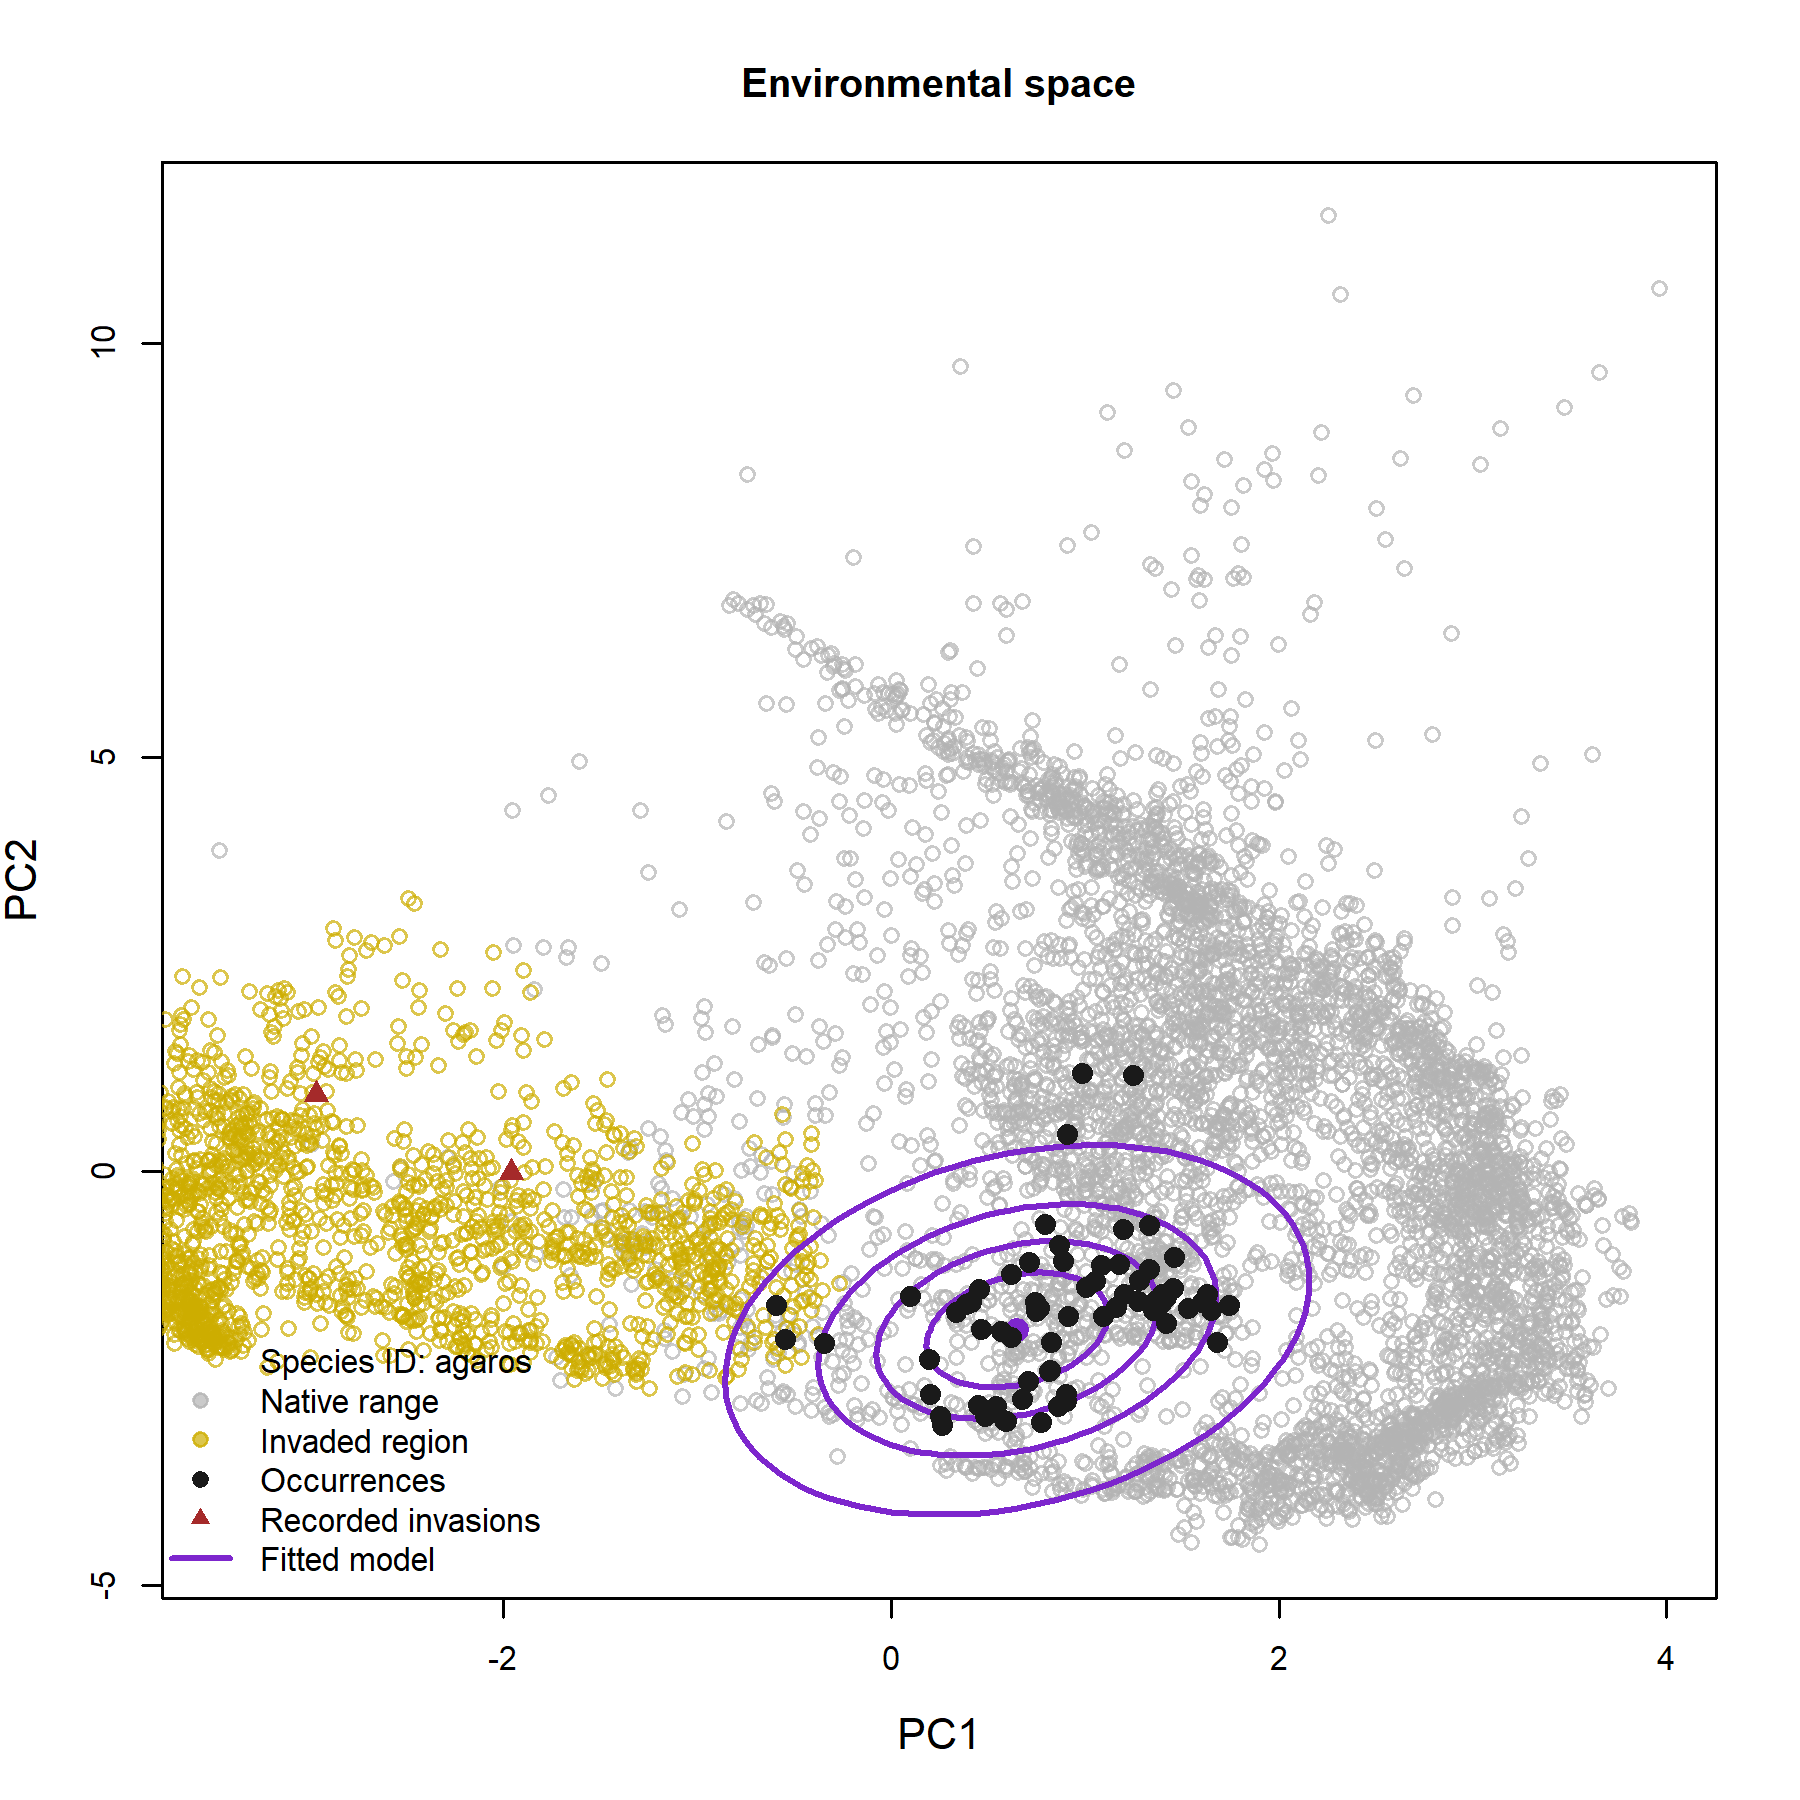 Environmental space
10
5
0
-5
PC2
Species ID: agaros
Native range
Invaded region
Occurrences
Recorded invasions
Fitted model
-2
0
2
4
PC1